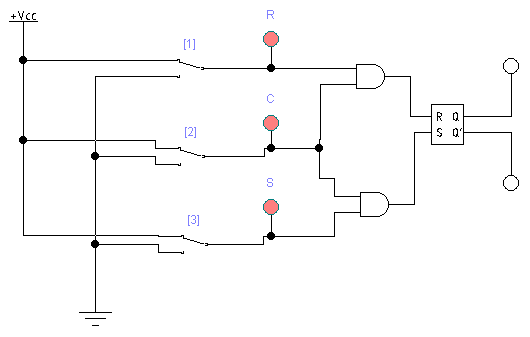 +Vcc
R
[1]
C
[2]
S
[3]
R Q
S Q'